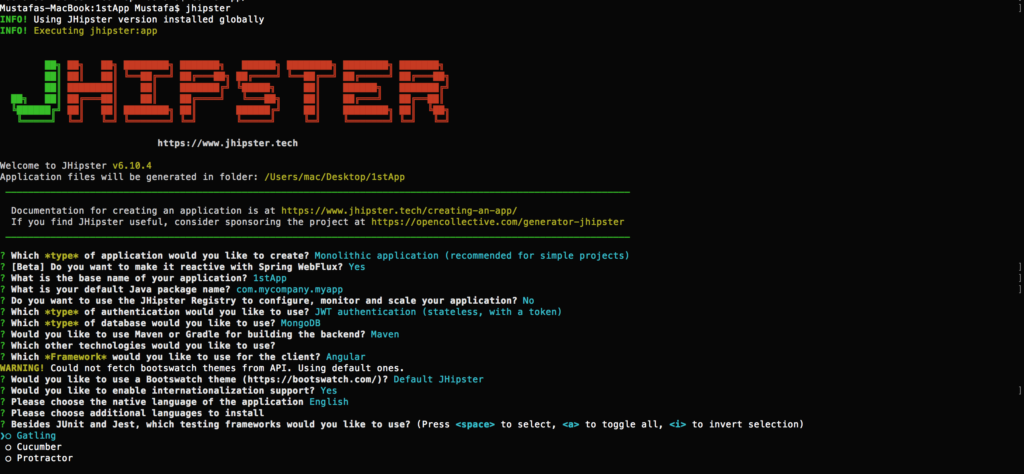 Mustafas-MacBook:1stApp Mustafa$ jhipster
INFO! Using JHipster version installed globally
INFO! Executing jhipster:app
JHIPSTER
https://www.jhipster.tech
Welcome to JHipster v6.10.4
Application files will be generated in folder: /Users/mac/Desktop/1stApp
Documentation for creating an application is at https://www.jhipster.tech/creating-an-app/
If you find JHipster useful, consider sponsoring the project at https://opencollective.com/generator-jhipster
? Which *type* of application would you like to create? Monolithic application (recommended for simple projects)
? [Beta] Do you want to make it reactive with Spring WebFlux? Yes
? What is the base name of your application? 1stApp
? What is your default Java package name? com.mycompany.myapp
? Do you want to use the JHipster Registry to configure, monitor and scale your application? No
? Which *type* of authentication would you like to use? JWT authentication (stateless, with a token)
? Which *type* of database would you like to use? MongoDB
? Would you like to use Maven or Gradle for building the backend? Maven
? Which other technologies would you like to use?
? Which *Framework* would you like to use for the client? Angular
WARNING! Could not fetch bootswatch themes from API. Using default ones.
? Would you like to use a Bootswatch theme (https://bootswatch.com/)? Default JHipster
? Would you like to enable internationalization support? Yes
? Please choose the native language of the application English
? Please choose additional languages to install
? Besides JUnit and Jest, which testing frameworks would you like to use? (Press <space> to select, <a> to toggle all, <i> to invert selection)
❯○ Gatling
○ Cucumber
○ Protractor